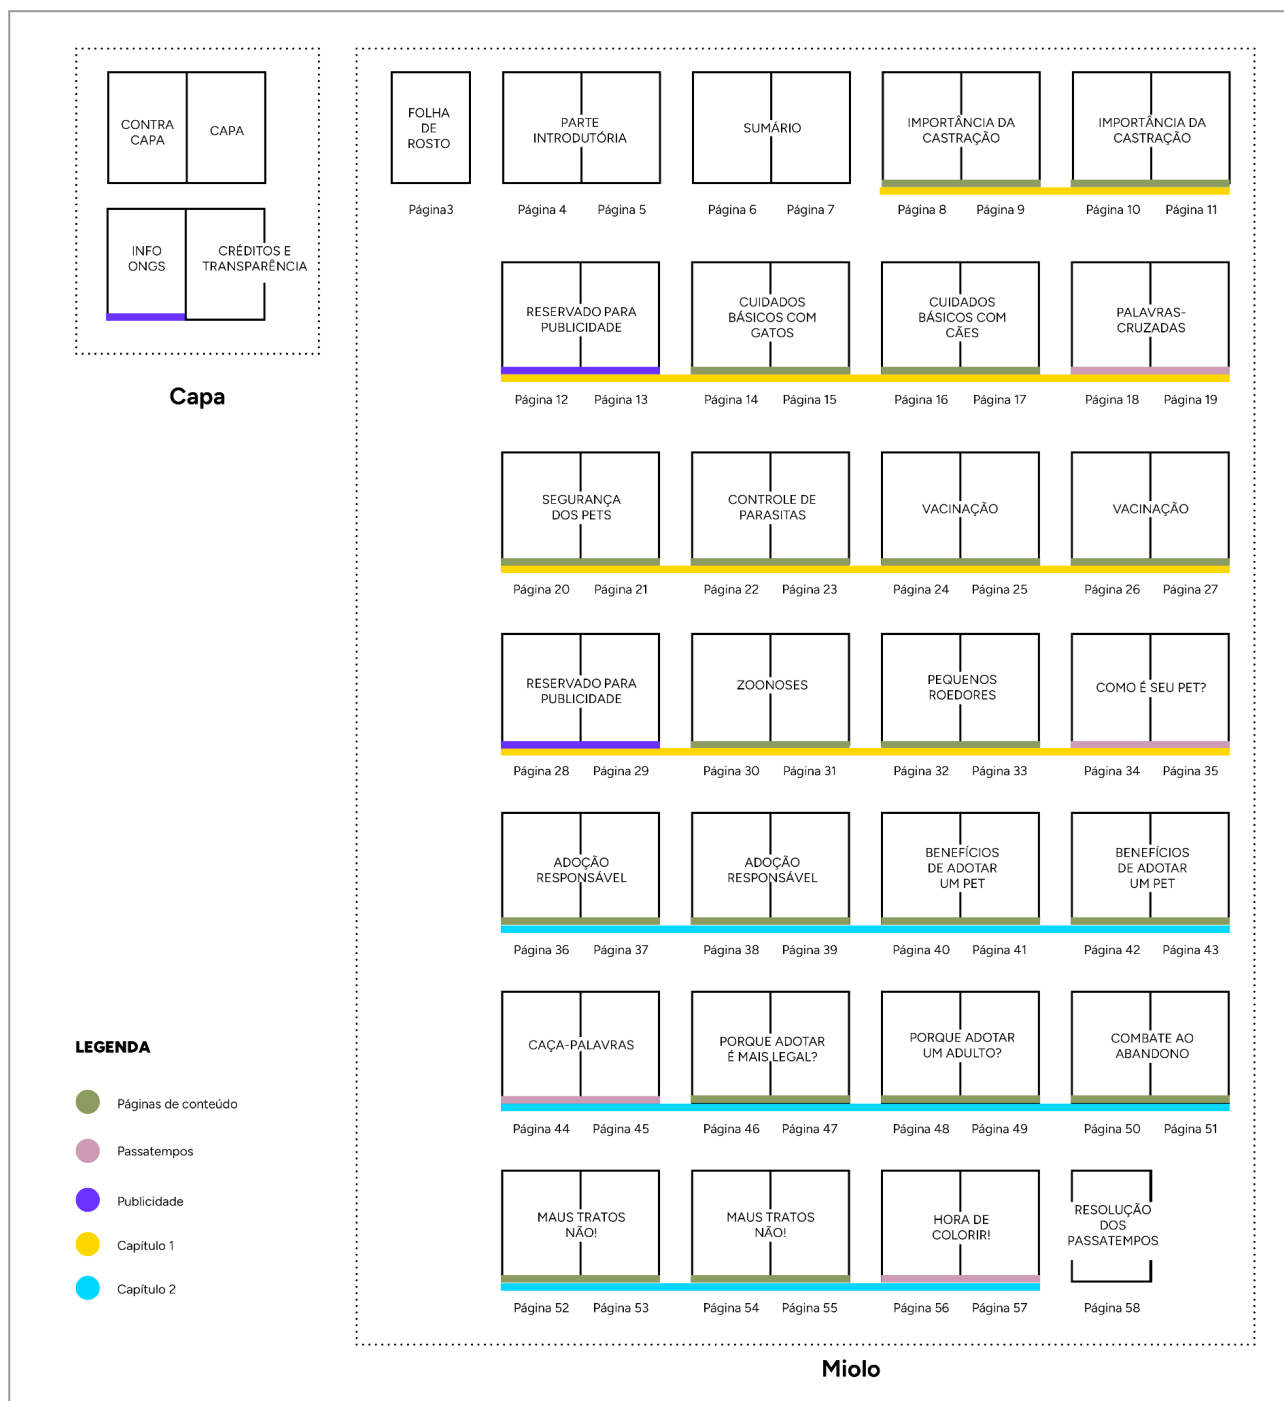 CONTRA
CAPA
CAPA
INFO
ONGS
CRÉDITOS E
TRANSPARÊNCIA
Capa
FOLHA
DE
ROSTO
PARTE
INTRODUTÓRIA
SUMÁRIO
IMPORTÂNCIA DA
CASTRAÇÃO
IMPORTÂNCIA DA
CASTRAÇÃO
Página3
Página 4
Página 5
Página 6
Página 7
Página 8
Página 9
Página 10
Página 11
RESERVADO PARA
PUBLICIDADE
CUIDADOS
BÁSICOS COM
GATOS
CUIDADOS
BÁSICOS COM
CÃES
PALAVRAS-
CRUZADAS
Página 12
Página 13
Página 14
Página 15
Página 16
Página 17
Página 18
Página 19
SEGURANÇA
DOS PETS
CONTROLE DE
PARASITAS
VACINAÇÃO
VACINAÇÃO
Página 20
Página 21
Página 22
Página 23
Página 24
Página 25
Página 26
Página 27
RESERVADO PARA
PUBLICIDADE
ZOONOSES
PEQUENOS
ROEDORES
COMO É SEU PET?
Página 28
Página 29
Página 30
Página 31
Página 32
Página 33
Página 34
Página 35
ADOÇÃO
RESPONSÁVEL
ADOÇÃO
RESPONSÁVEL
BENEFÍCIOS
DE ADOTAR
UM PET
BENEFÍCIOS
DE ADOTAR
UM PET
Página 36
Página 37
Página 38
Página 39
Página 40
Página 41
Página 42
Página 43
CAÇA-PALAVRAS
PORQUE ADOTAR
É MAIS LEGAL?
PORQUE ADOTAR
UM ADULTO?
COMBATE AO
ABANDONO
Página 44
Página 45
Página 46
Página 47
Página 48
Página 49
Página 50
Página 51
MAUS TRATOS
NÃO!
MAUS TRATOS
NÃO!
HORA DE
COLORIR!
RESOLUÇÃO
DOS
PASSATEMPOS
Página 52
Página 53
Página 54
Página 55
Página 56
Página 57
Página 58
Miolo
LEGENDA
Páginas de conteúdo
Passatempos
Publicidade
Capítulo 1
Capítulo 2